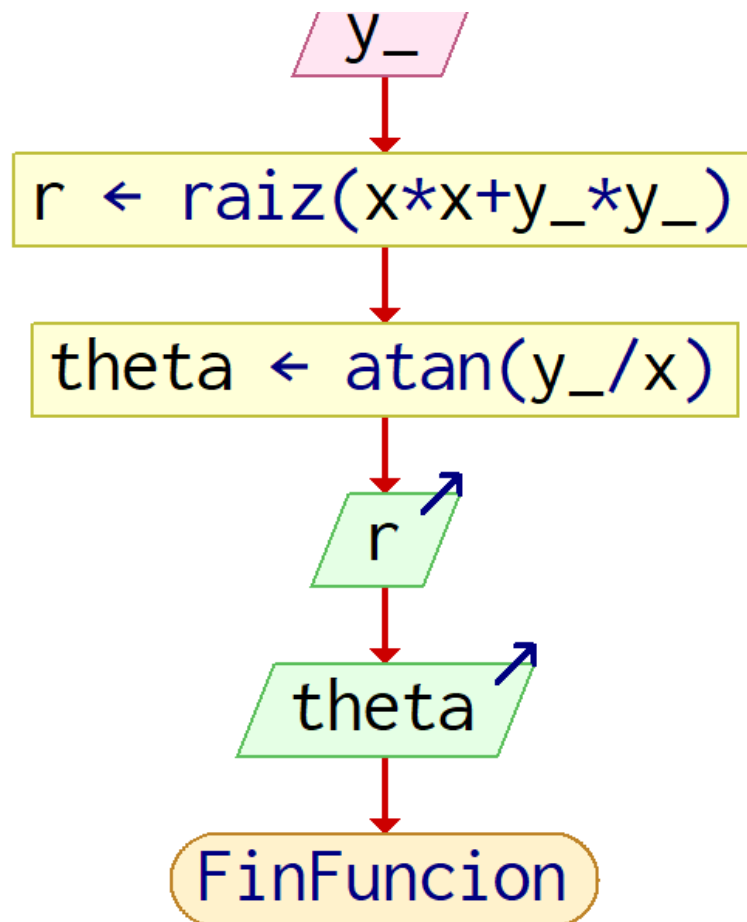 y_
r ← raiz(x*x+y_*y_)
theta ← atan(y_/x)
r
theta
FinFuncion